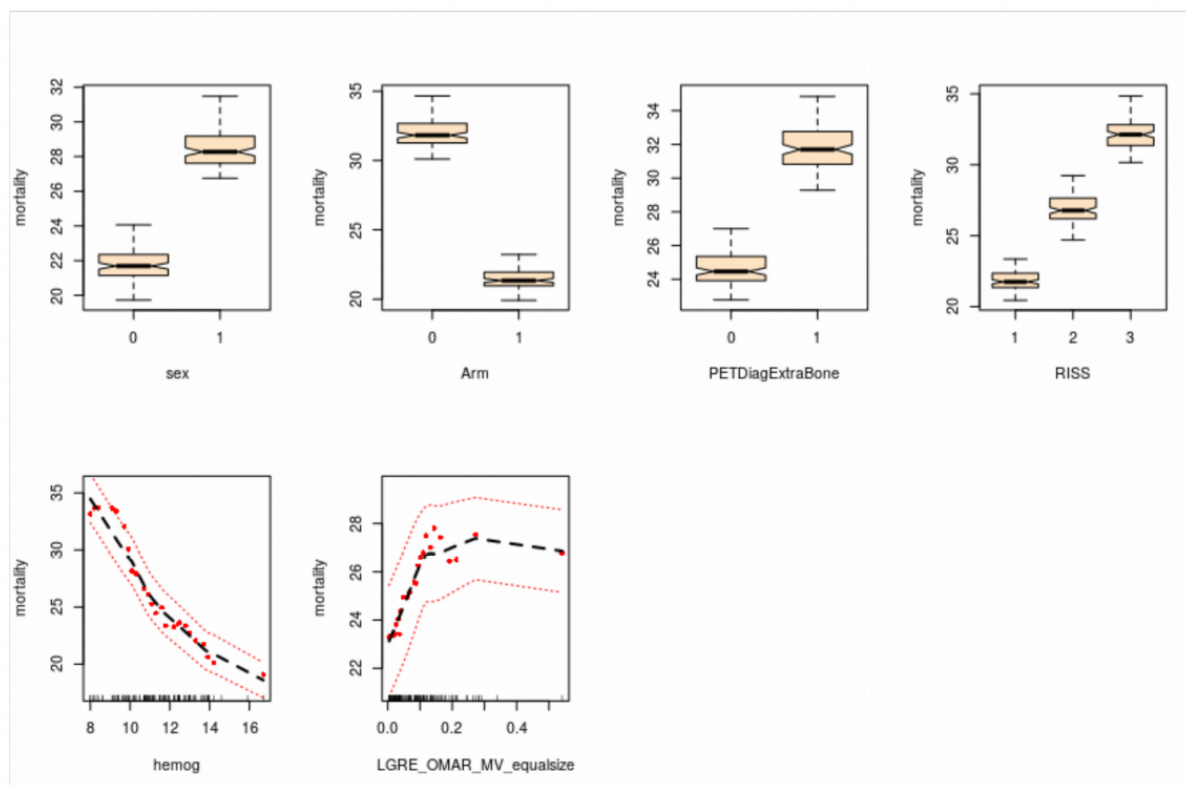 mortality
20 22 24 26 28 30 32
0 1
sex
mortality
20 25 30 35
0 1
Arm
mortality
24 26 28 30 32 34
0 1
PETDiagExtraBone
mortality
20 25 30 35
1 2 3
RISS
mortality
20 25 30 35
8 10 12 14 16
hemog
mortality
22 24 26 28
0.0 0.2 0.4
LGRE_OMAR_MV_equalsize